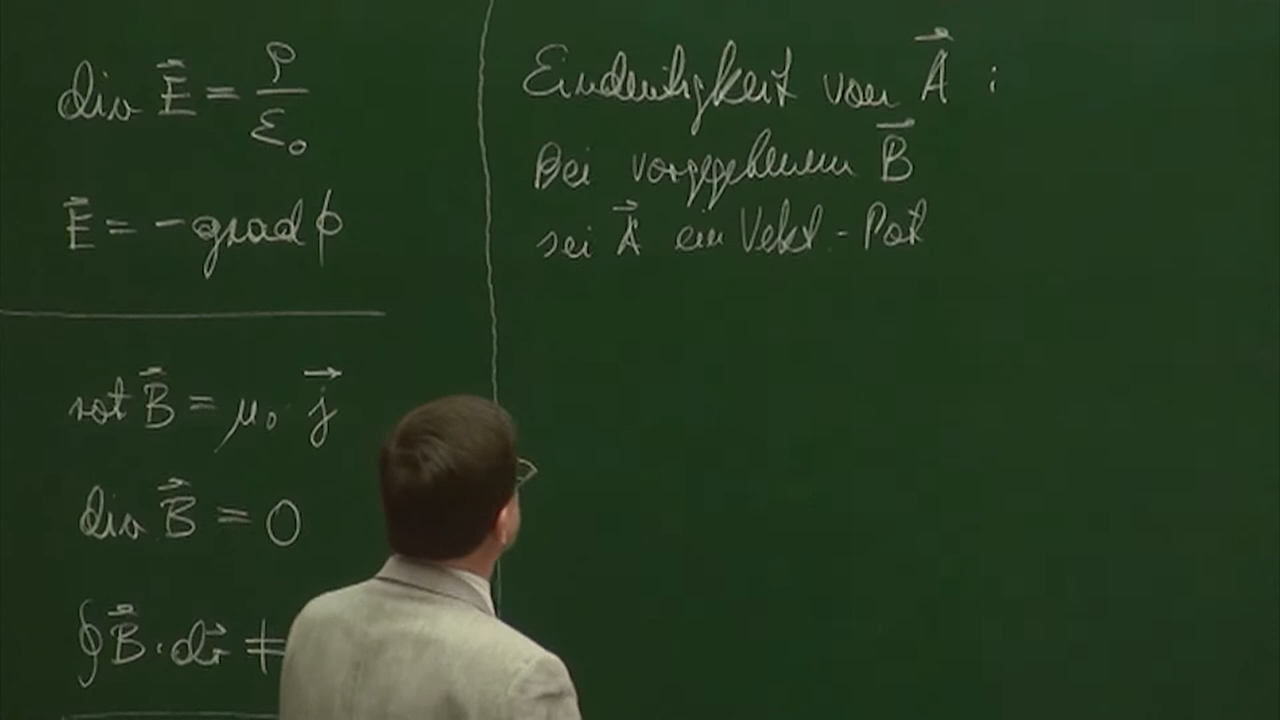 div E⃗ = ρ/ε₀
E⃗ = - grad ϕ
rot B⃗ = μ₀ j⃗
div B⃗ = 0
∮ B⃗ · dr⃗ ≠
Eindeutigkeit von A⃗ :
Bei vorgegebenem B⃗
sei A⃗ ein Vekt.-Pot